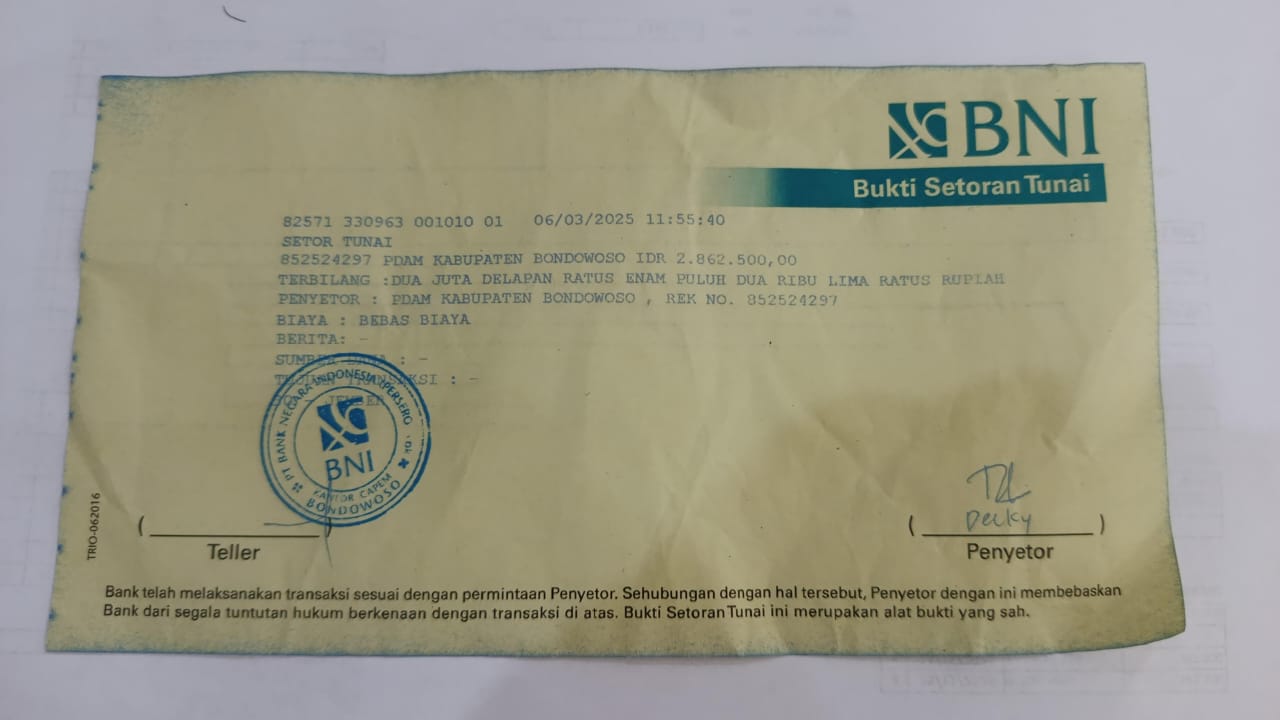 BNI
Bukti Setoran Tunai
82571 330963 001010 01 06/03/2025 11:55:40
SETOR TUNAI
852524297 PDAM KABUPATEN BONDOWOSO IDR 2.862.500,00
TERBILANG :DUA JUTA DELAPAN RATUS ENAM PULUH DUA RIBU LIMA RATUS RUPIAH
PENYETOR : PDAM KABUPATEN BONDOWOSO , REK NO. 852524297
BIAYA : BEBAS BIAYA
BERITA: -
SUMBER DANA : -
TUJUAN TRANSAKSI : -
JEMBER
PT BANK NEGARA INDONESIA (PERSERO)
BNI
KANTOR CAPEM
BONDOWOSO
TRIO-062016
Decky
( ) ( )
Teller Penyetor
Bank telah melaksanakan transaksi sesuai dengan permintaan Penyetor. Sehubungan dengan hal tersebut, Penyetor dengan ini membebaskan
Bank dari segala tuntutan hukum berkenaan dengan transaksi di atas. Bukti Setoran Tunai ini merupakan alat bukti yang sah.